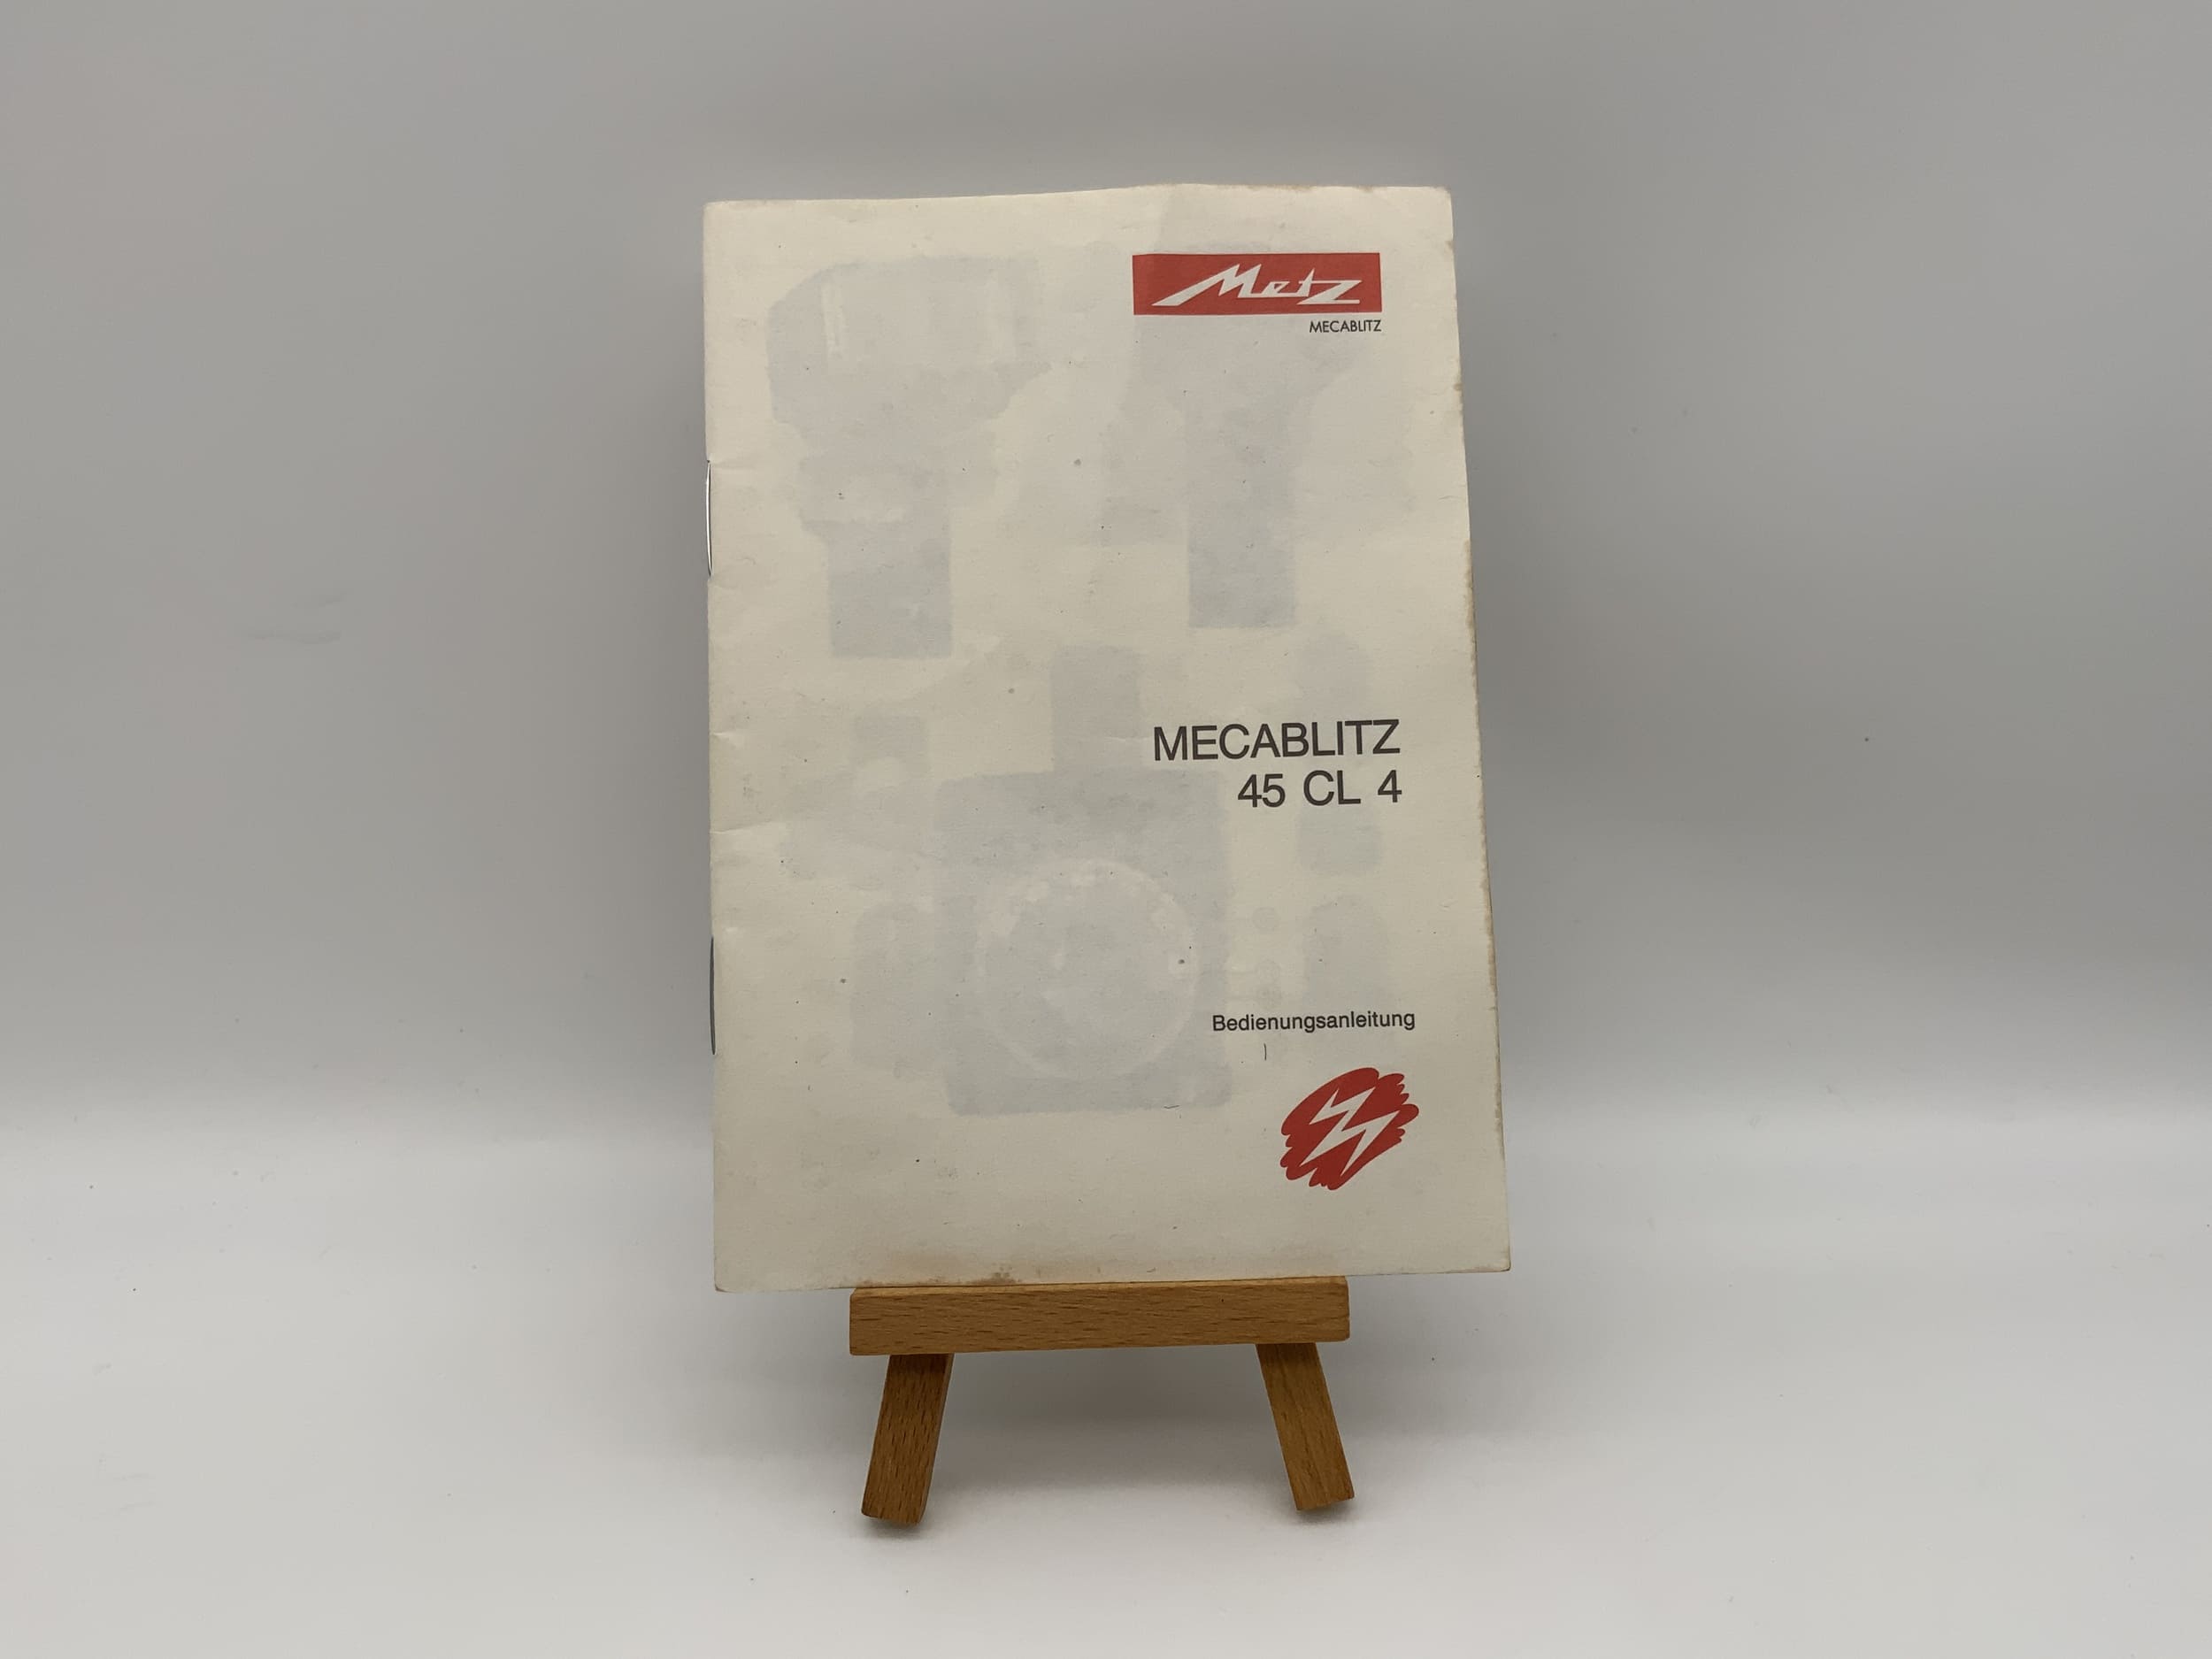 Metz
MECABLITZ
MECABLITZ
45 CL 4
Bedienungsanleitung